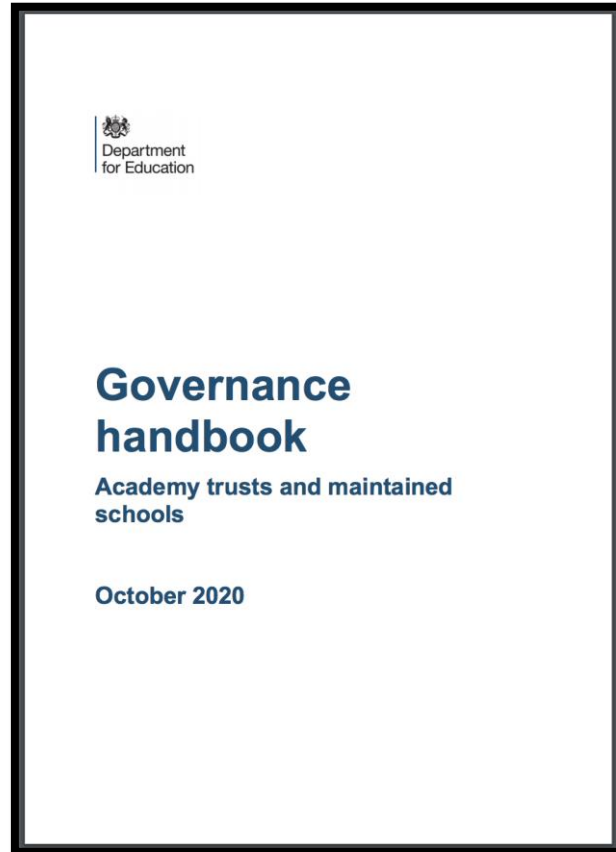 Department
for Education
Governance
handbook
Academy trusts and maintained
schools
October 2020